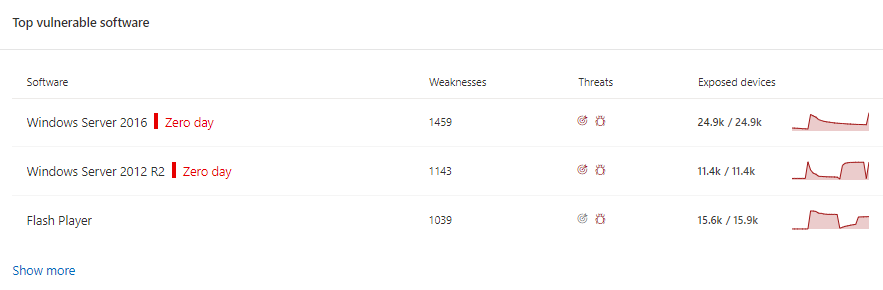 Top vulnerable software
Software Weaknesses Threats Exposed devices
Windows Server 2016 Zero day 1459 24.9k / 24.9k
Windows Server 2012 R2 Zero day 1143 11.4k / 11.4k
Flash Player 1039 15.6k / 15.9k
Show more